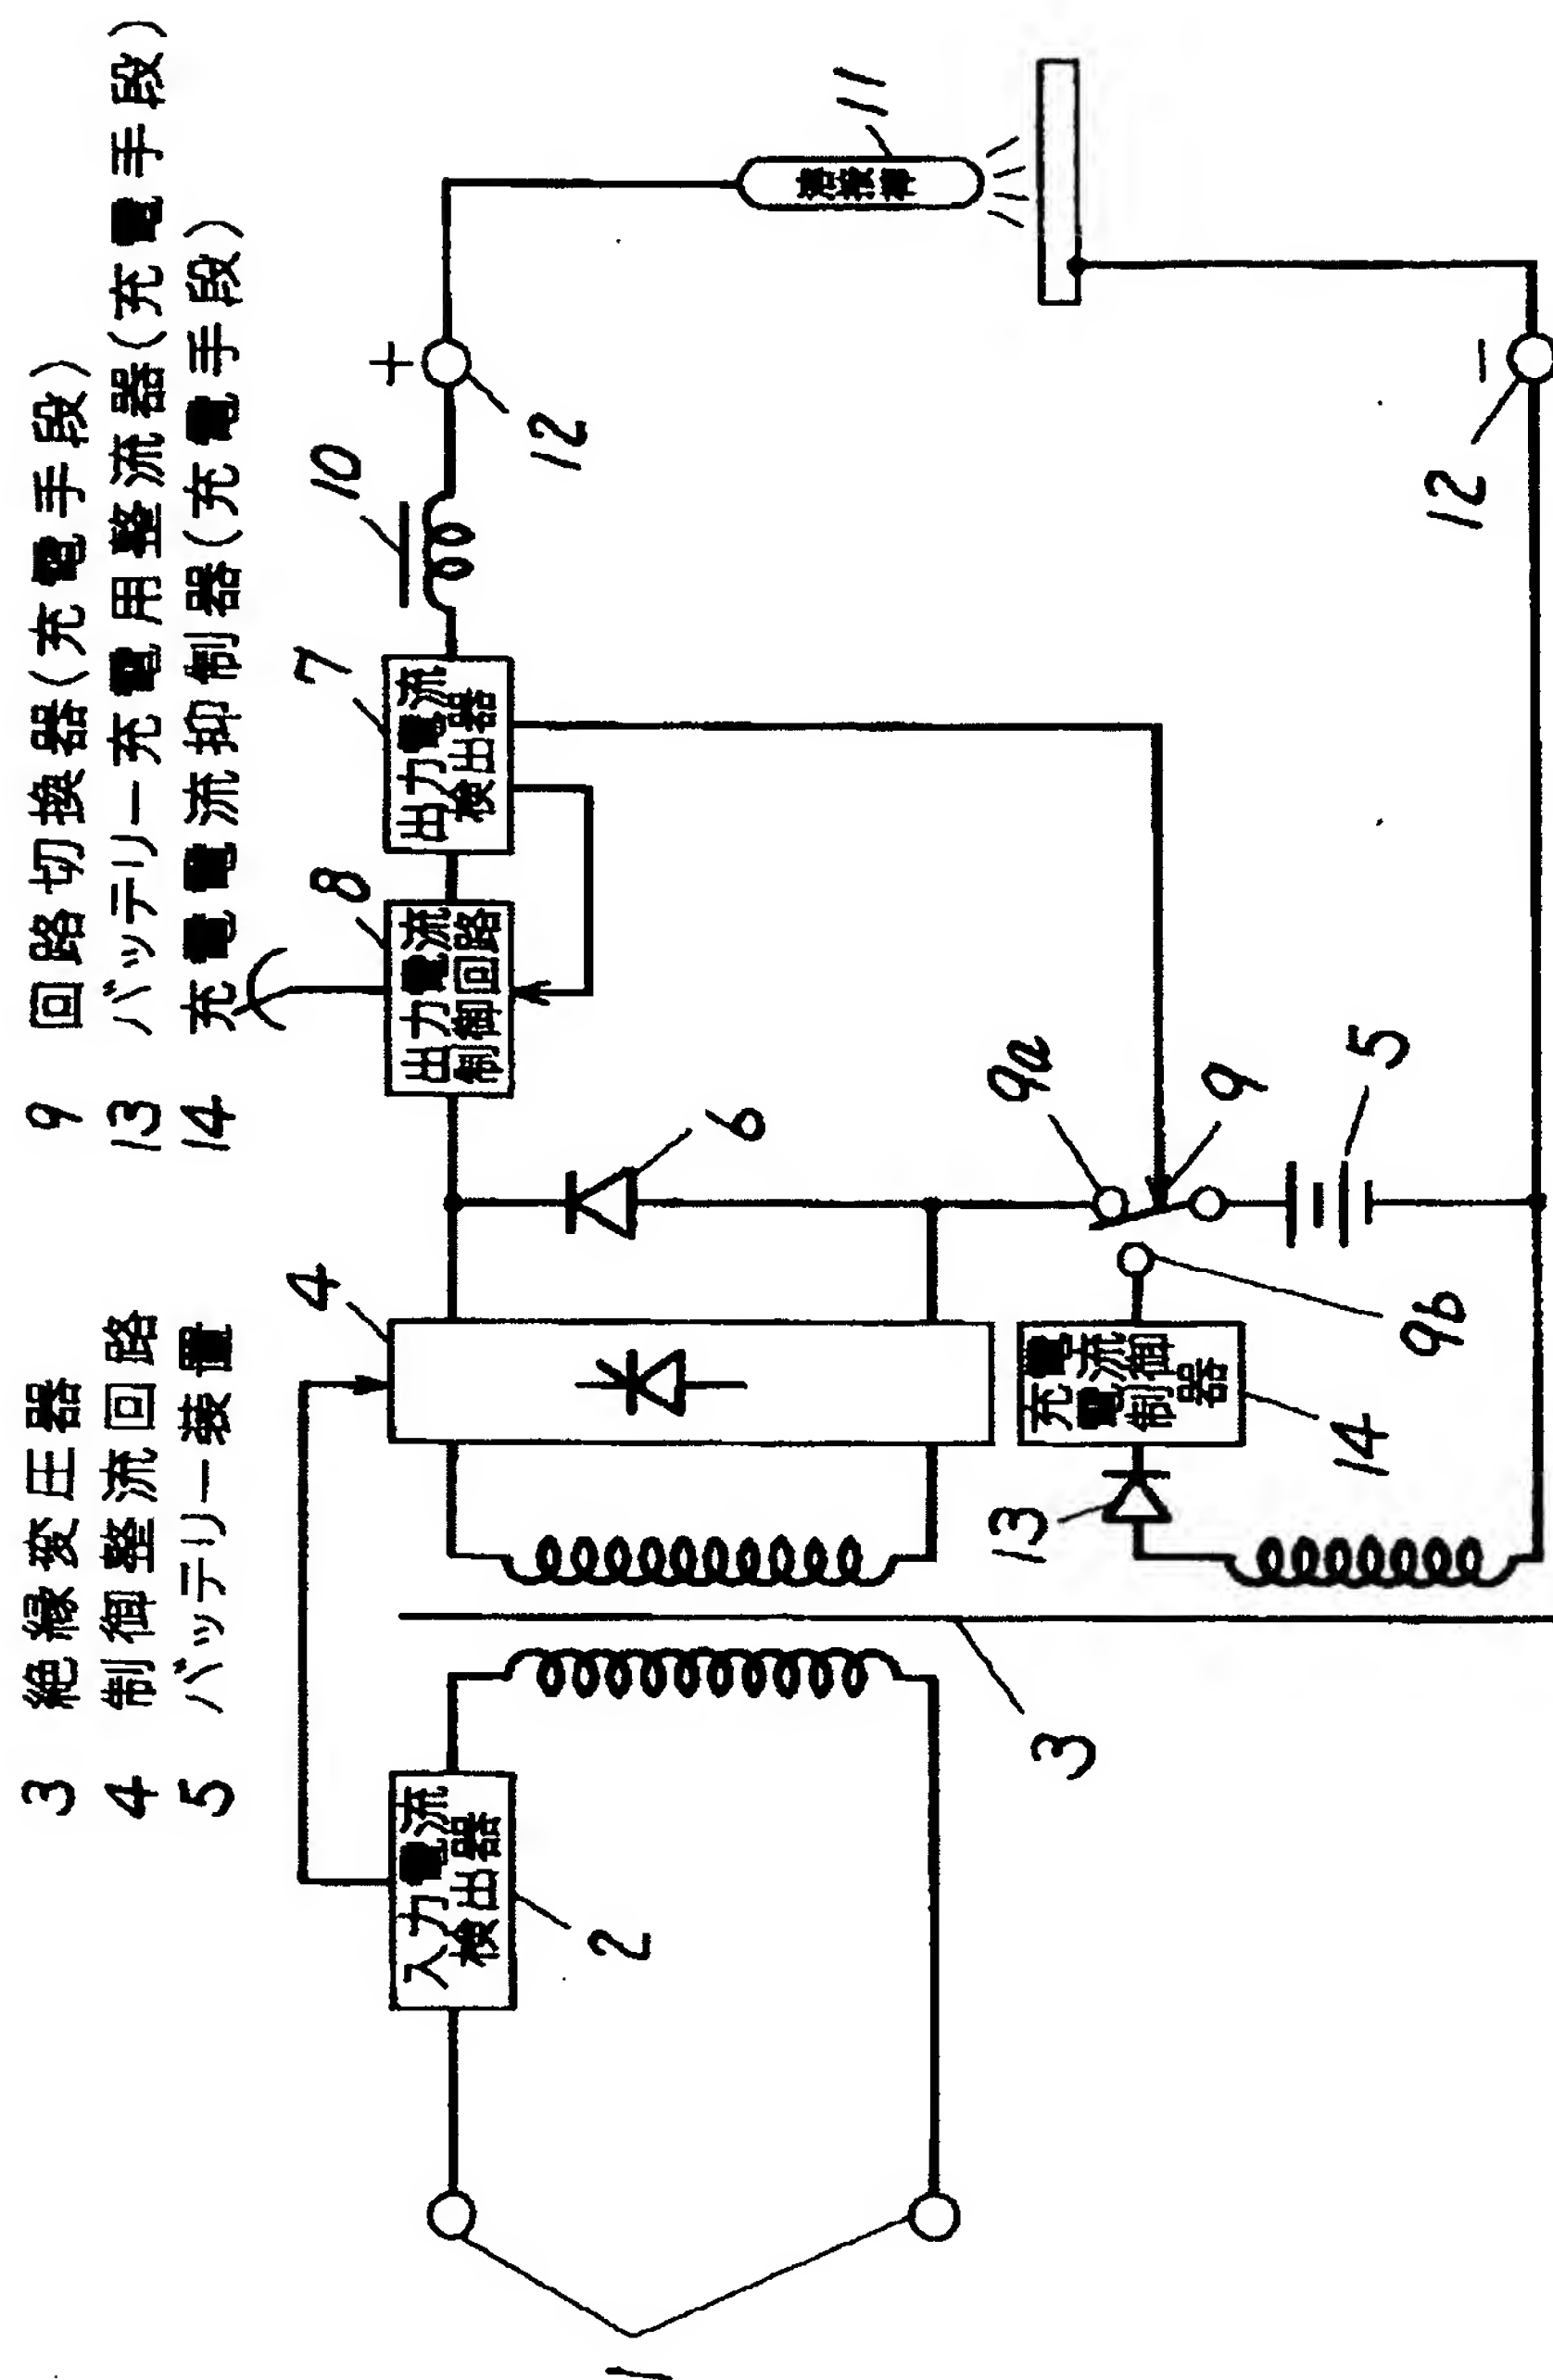 3 絶縁変圧器
4 制御整流回路
5 バッテリー装置
9 回路切換器(充電手段)
13 バッテリー充電用整流器(充電手段)
14 充電電流抑制器(充電手段)
1
入力電流
検出器
2
3
4
出力電流
制御回路
8
出力電流
検出器
7
10
+
12
溶接棒
11
6
9a
9
9b
5
13
充電
電流
制御
器
14
−
12